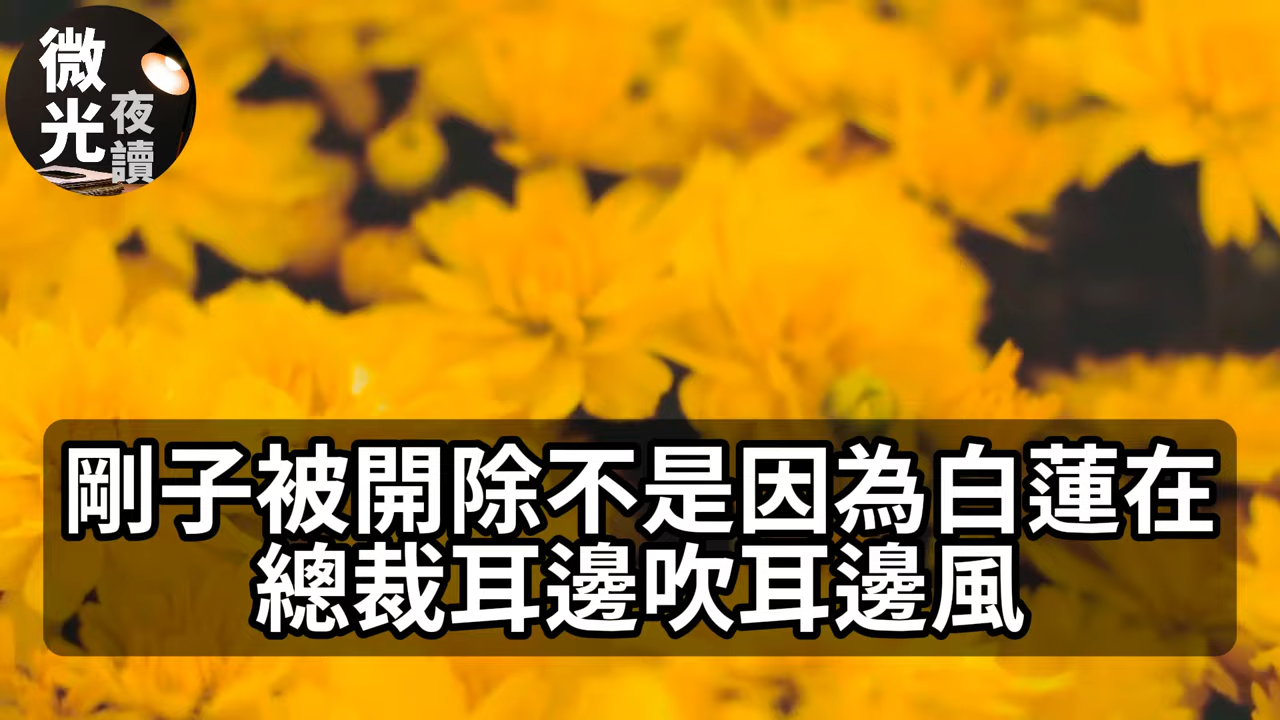 微光
夜讀
剛子被開除不是因為白蓮在
總裁耳邊吹耳邊風